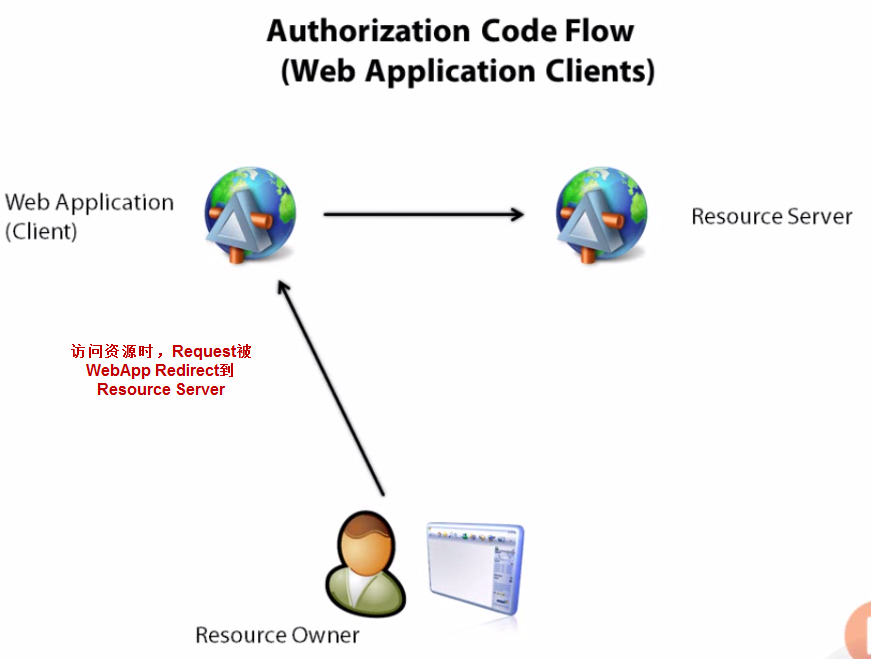 Authorization Code Flow
(Web Application Clients)
Web Application
(Client)
Resource Server
访问资源时，Request被
WebApp Redirect到
Resource Server
Resource Owner